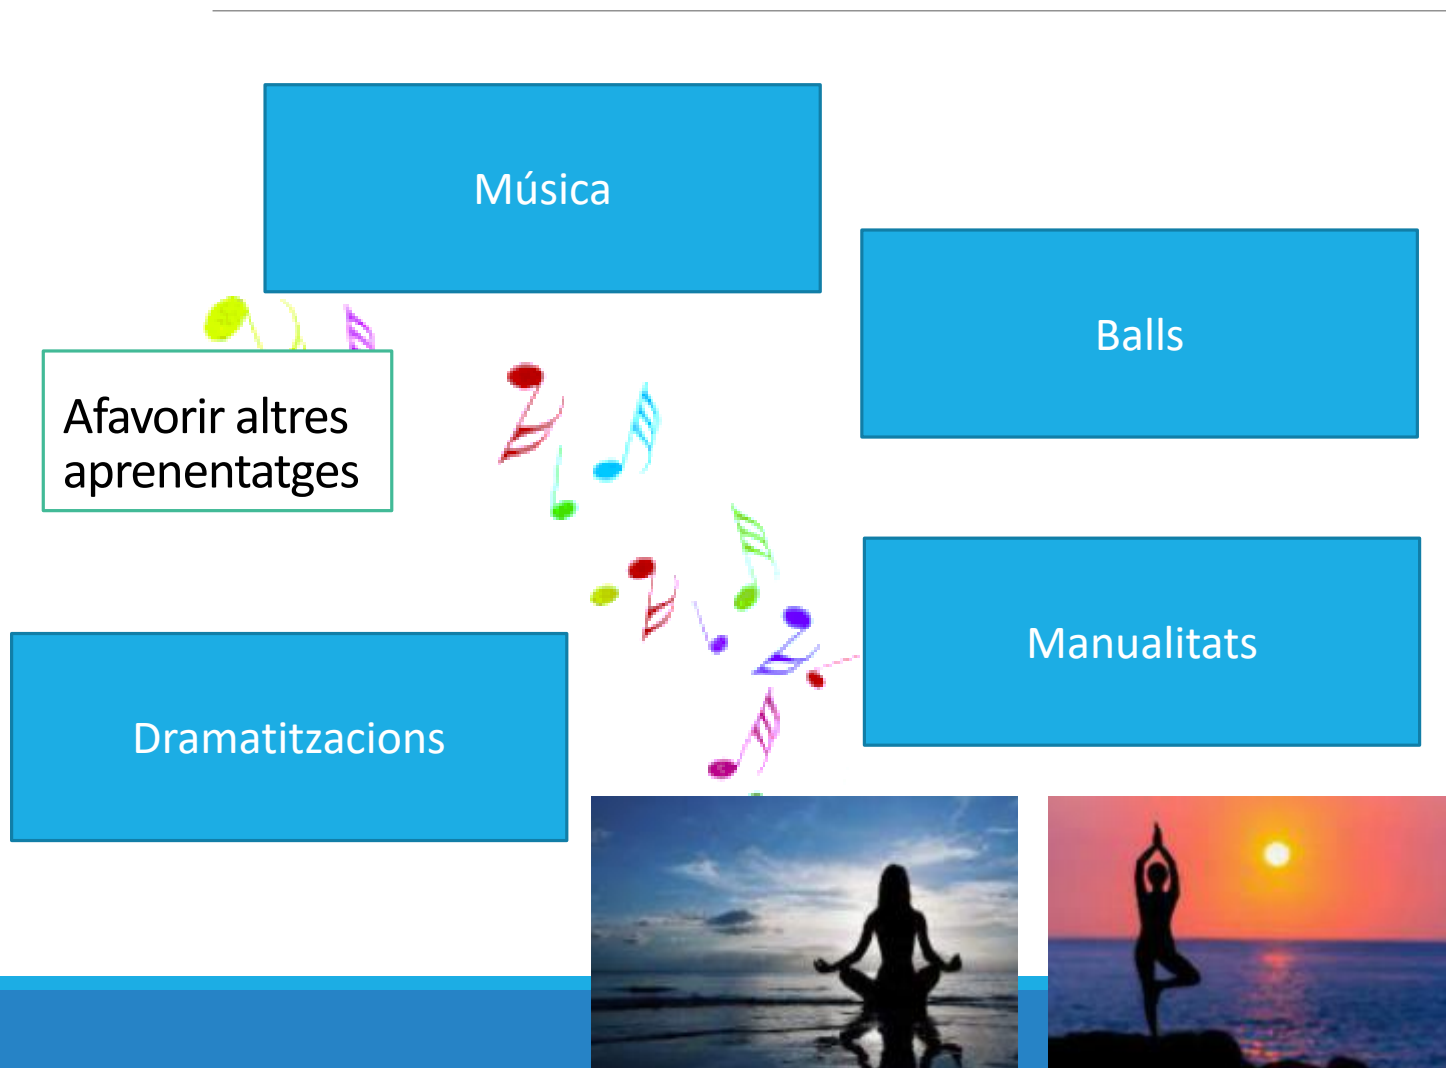 Música
Balls
Afavorir altres
aprenentatges
Manualitats
Dramatitzacions